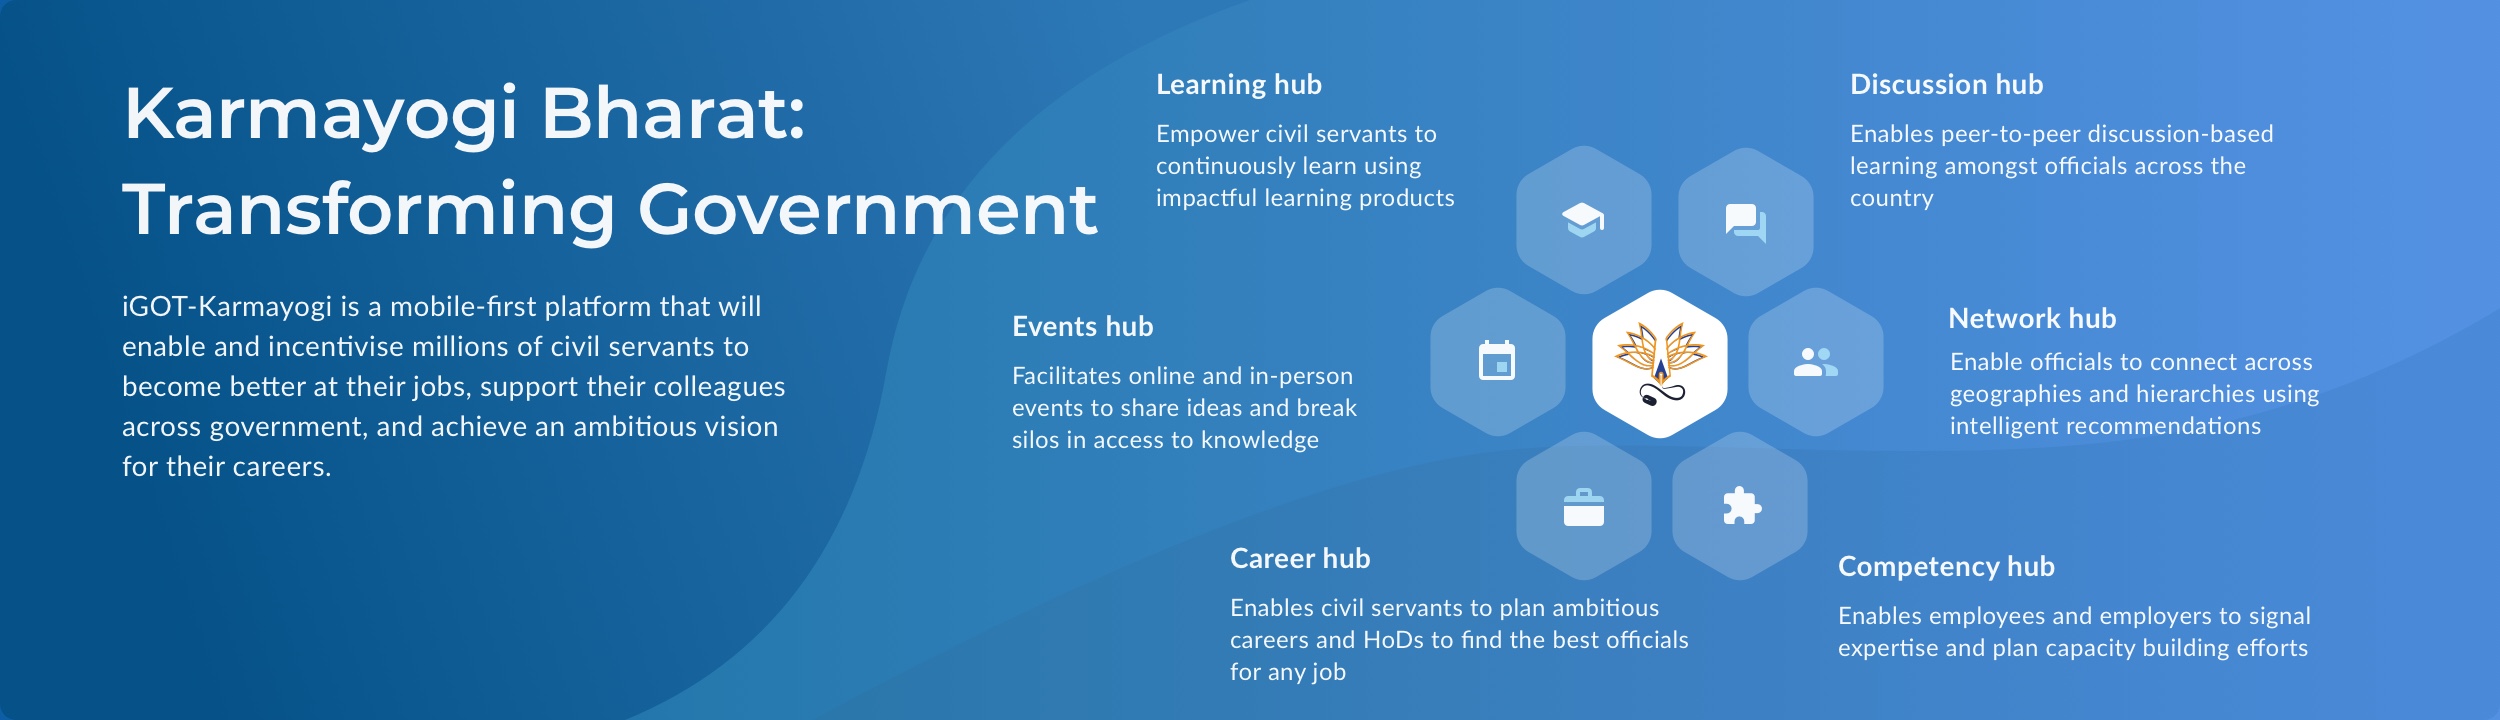 Karmayogi Bharat:
Transforming Government
iGOT-Karmayogi is a mobile-first platform that will
enable and incentivise millions of civil servants to
become better at their jobs, support their colleagues
across government, and achieve an ambitious vision
for their careers.
Learning hub
Empower civil servants to
continuously learn using
impactful learning products
Discussion hub
Enables peer-to-peer discussion-based
learning amongst officials across the
country
Events hub
Facilitates online and in-person
events to share ideas and break
silos in access to knowledge
Network hub
Enable officials to connect across
geographies and hierarchies using
intelligent recommendations
Career hub
Enables civil servants to plan ambitious
careers and HoDs to find the best officials
for any job
Competency hub
Enables employees and employers to signal
expertise and plan capacity building efforts